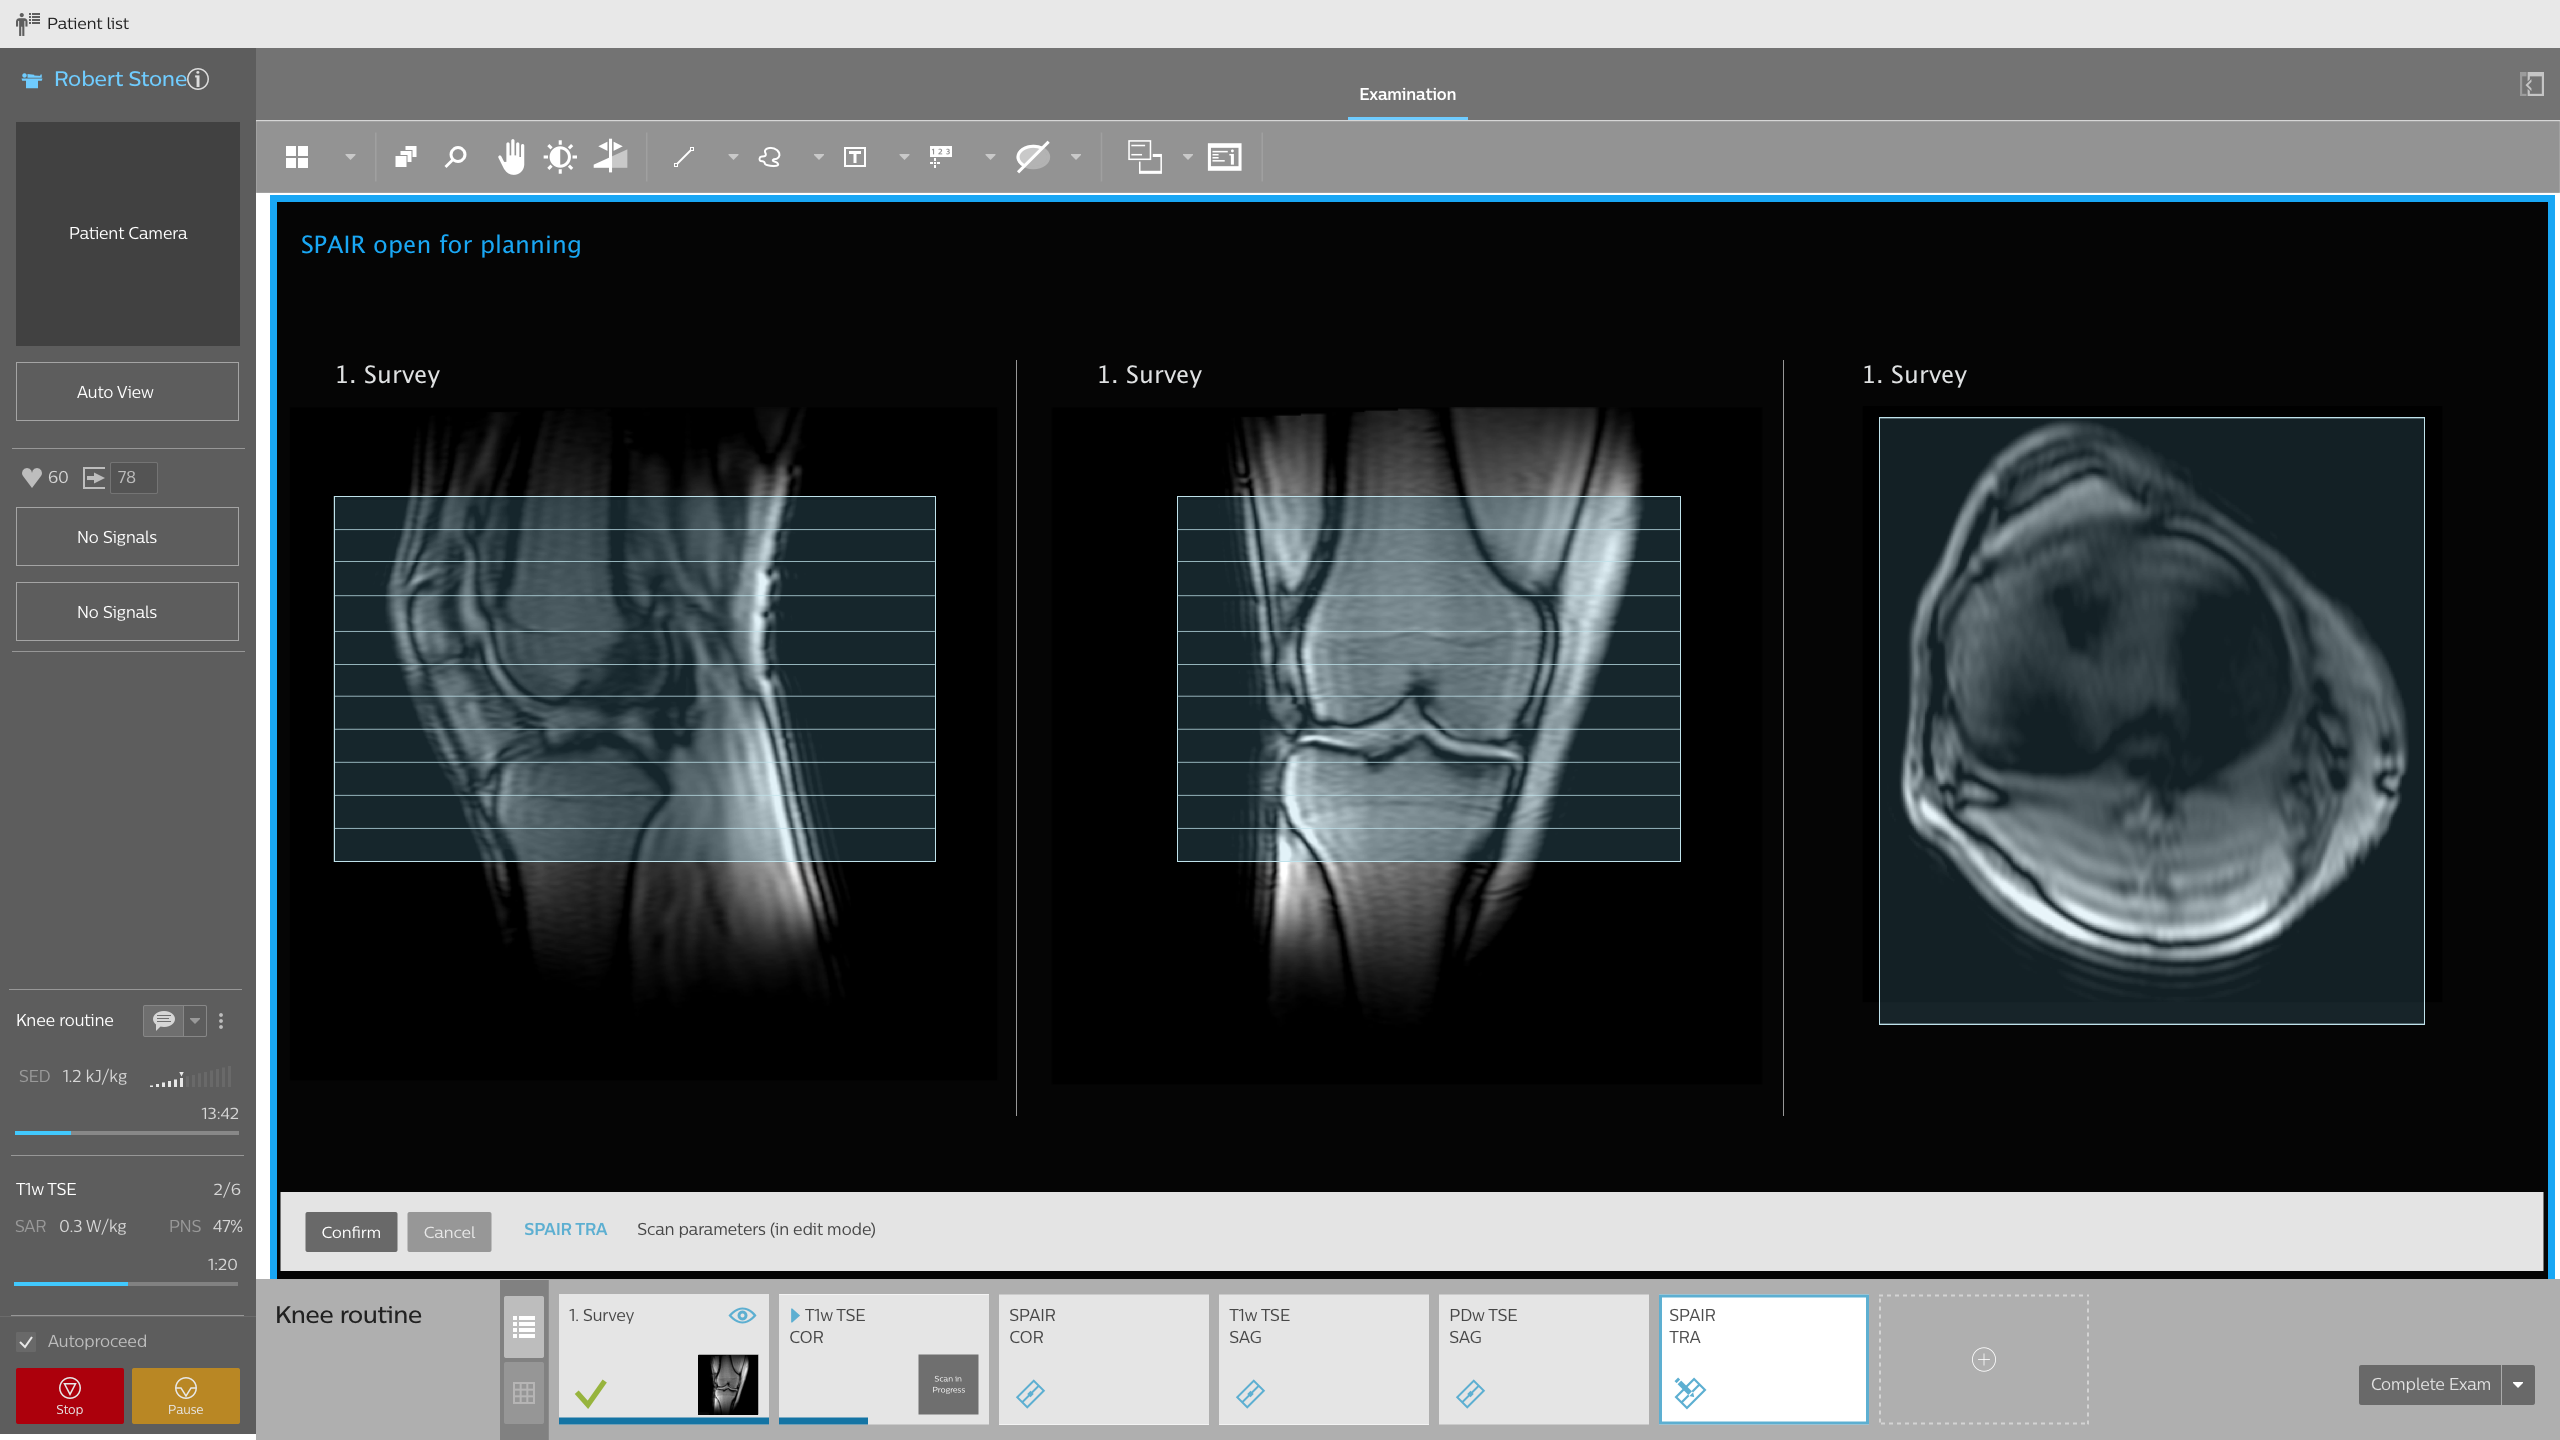 Patient list
Robert Stone
Patient Camera
Auto View
60
78
No Signals
No Signals
Knee routine
SED 1.2 kJ/kg
13:42
T1w TSE 2/6
SAR 0.3 W/kg PNS 47%
1:20
Autoproceed
Stop
Pause
Examination
T
1 2 3
SPAIR open for planning
1. Survey
1. Survey
1. Survey
Confirm
Cancel
SPAIR TRA
Scan parameters (in edit mode)
Knee routine
1. Survey
T1w TSE
COR
Scan In
Progress
SPAIR
COR
T1w TSE
SAG
PDw TSE
SAG
SPAIR
TRA
Complete Exam